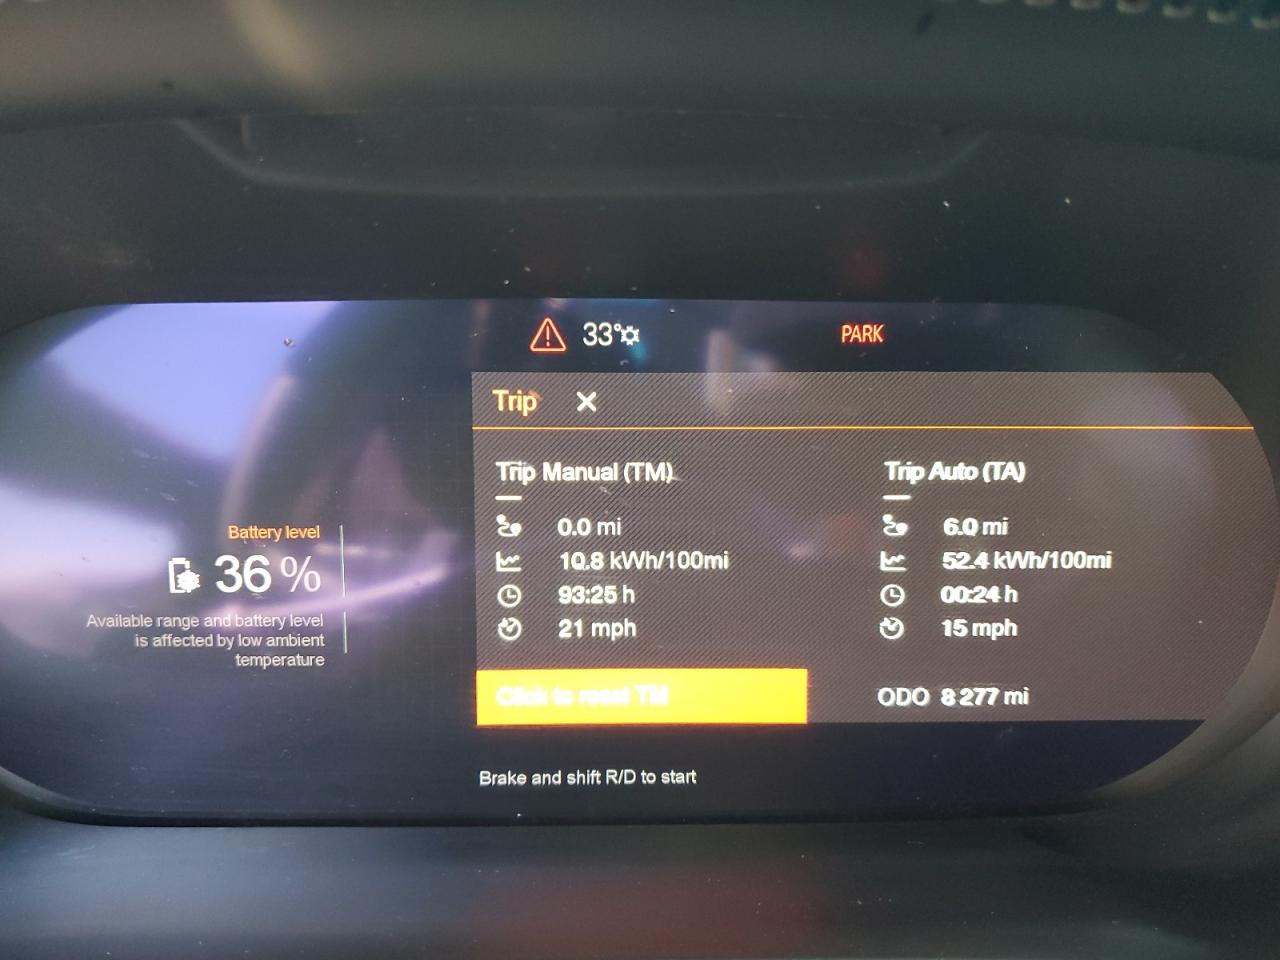 33°
PARK
Trip
Trip Manual (TM)
Trip Auto (TA)
0.0 mi
6.0 mi
10.8 kWh/100mi
52.4 kWh/100mi
93:25 h
00:24 h
21 mph
15 mph
Click to reset TM
ODO 8 277 mi
Battery level
36 %
Available range and battery level
is affected by low ambient
temperature
Brake and shift R/D to start